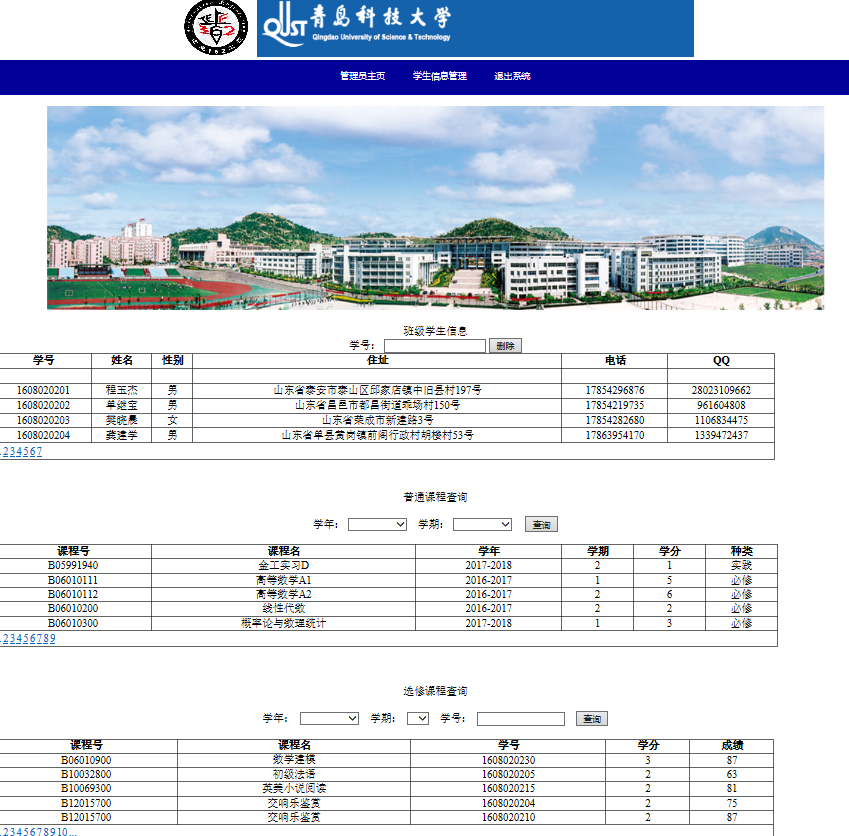 QUST 青岛科技大学
Qingdao University of Science & Technology
管理员主页 学生信息管理 退出系统
班级学生信息
学号： 删除
学号 姓名 性别 住址 电话 QQ
1608020201 程玉杰 男 山东省泰安市泰山区邱家店镇中旧县村197号 17854296876 28023109662
1608020202 单继宝 男 山东省昌邑市都昌街道乖场村150号 17854219735 961604808
1608020203 樊晓晨 女 山东省荣成市新建路3号 17854282680 1106834475
1608020204 龚建学 男 山东省单县黄岗镇前闻行政村胡楼村53号 17863954170 1339472437
234567
普通课程查询
学年： 学期： 查询
课程号 课程名 学年 学期 学分 种类
B05991940 金工实习D 2017-2018 2 1 实践
B06010111 高等数学A1 2016-2017 1 5 必修
B06010112 高等数学A2 2016-2017 2 6 必修
B06010200 线性代数 2016-2017 2 2 必修
B06010300 概率论与数理统计 2017-2018 1 3 必修
23456789
选修课程查询
学年： 学期： 学号： 查询
课程号 课程名 学号 学分 成绩
B06010900 数学建模 1608020230 3 87
B10032800 初级法语 1608020205 2 63
B10069300 英美小说阅读 1608020215 2 81
B12015700 交响乐鉴赏 1608020204 2 75
B12015700 交响乐鉴赏 1608020210 2 87
2345678910...